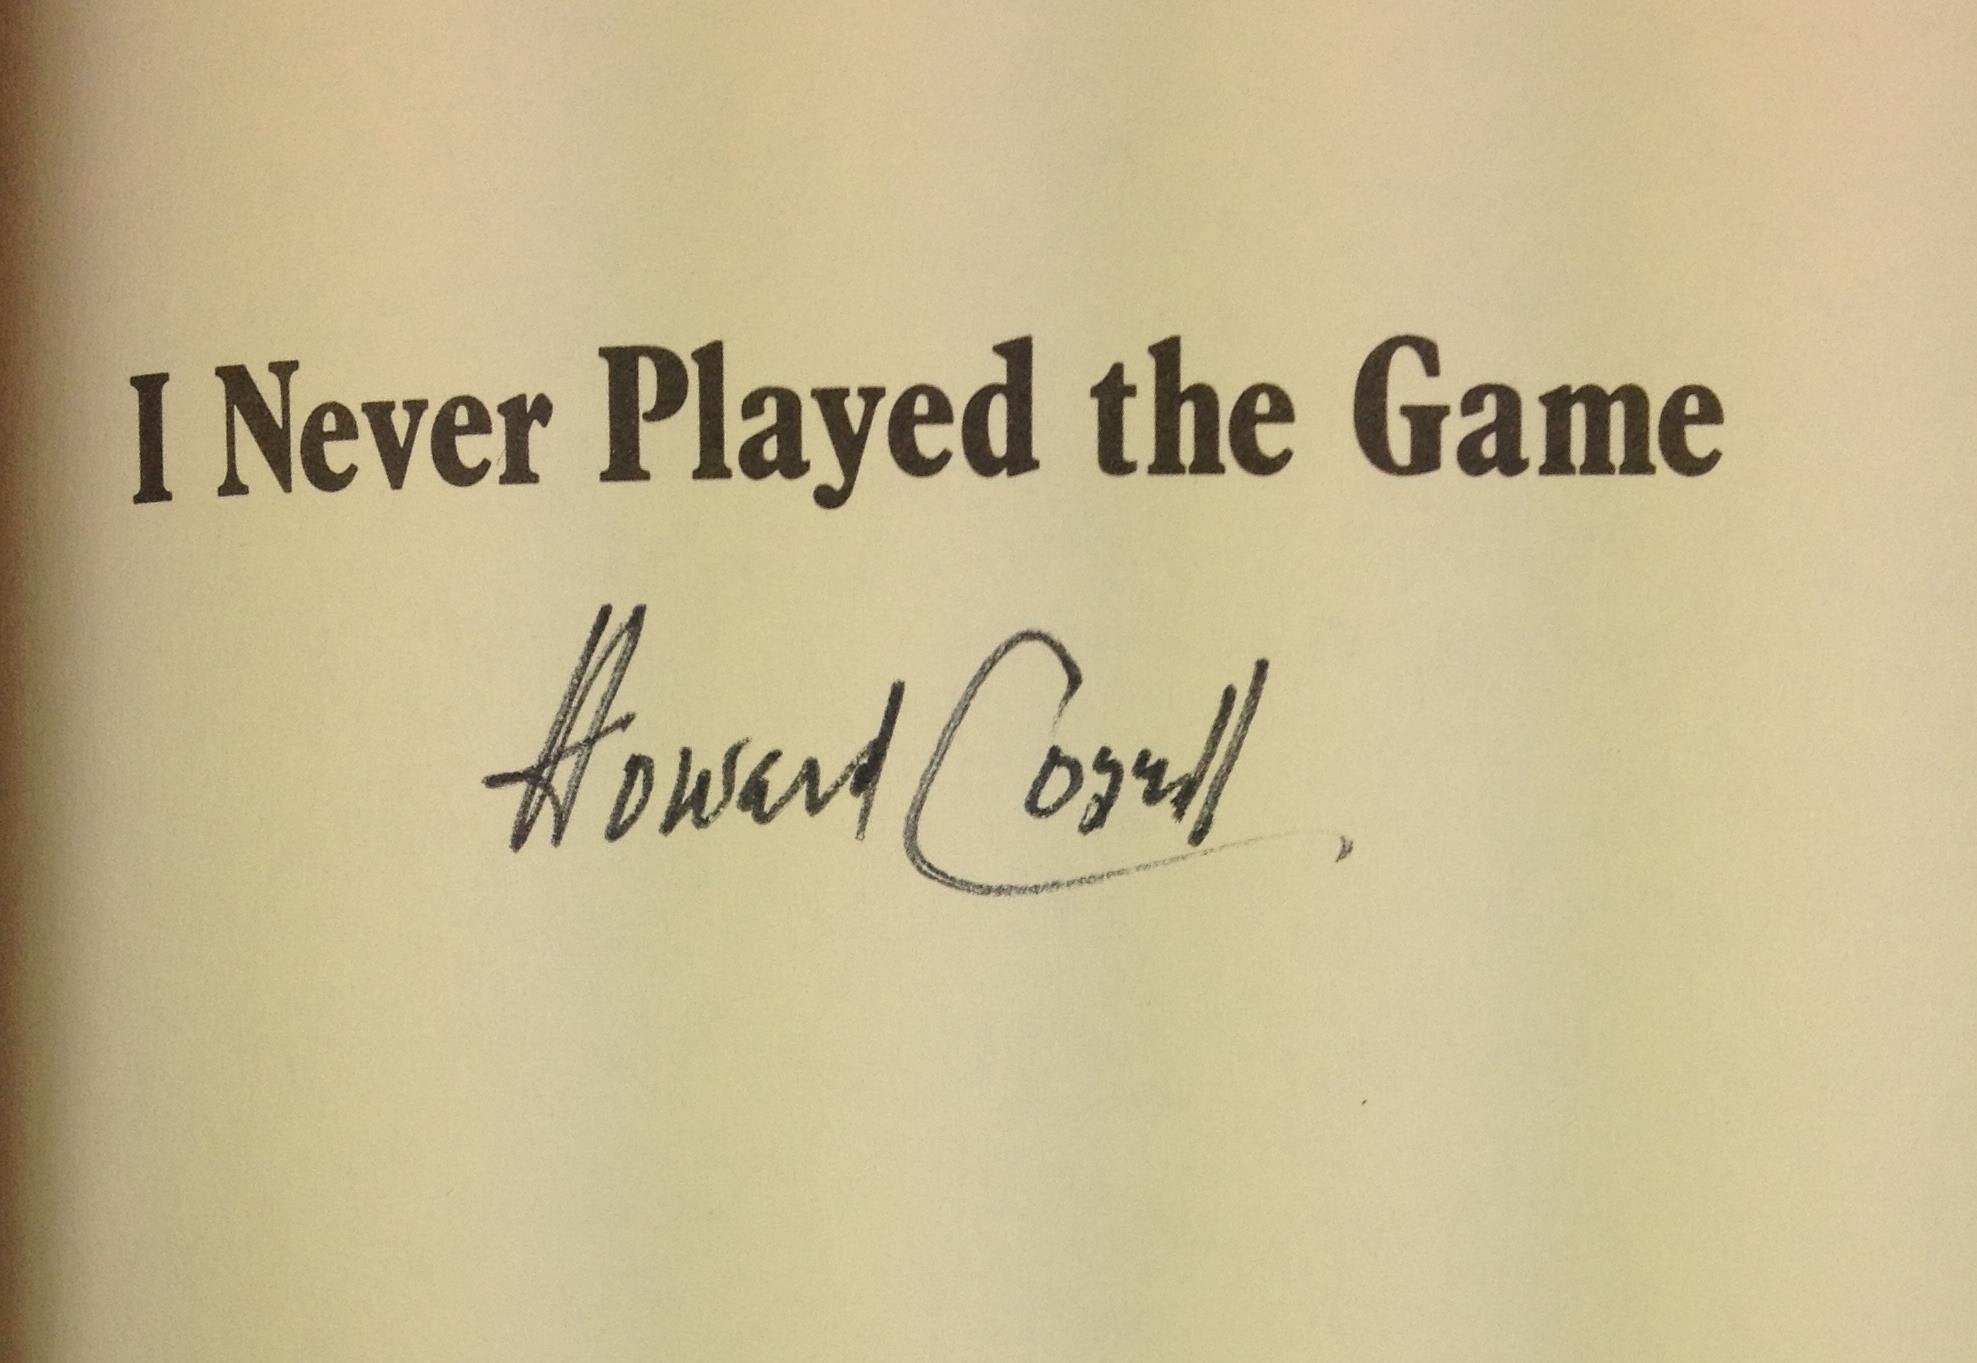 I Never Played the Game
Howard Cosell